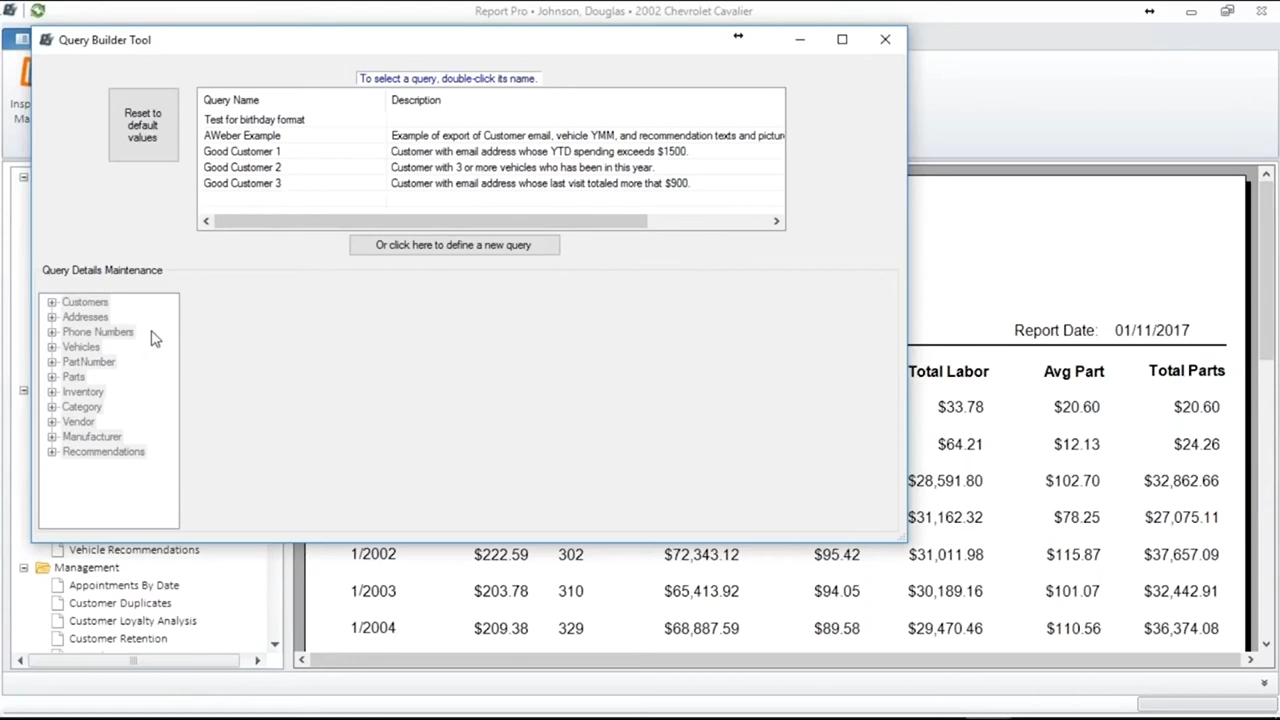 Report Pro • Johnson, Douglas • 2002 Chevrolet Cavalier
Query Builder Tool
To select a query, double-click its name.
Reset to
default
values
Query Name Description
Test for birthday format
AWeber Example Example of export of Customer email, vehicle YMM, and recommendation texts and pictur
Good Customer 1 Customer with email address whose YTD spending exceeds $1500.
Good Customer 2 Customer with 3 or more vehicles who has been in this year.
Good Customer 3 Customer with email address whose last visit totaled more that $900.
Or click here to define a new query
Query Details Maintenance
Customers
Addresses
Phone Numbers
Vehicles
PartNumber
Parts
Inventory
Category
Vendor
Manufacturer
Recommendations
Insp
Ma
Vehicle Recommendations
Management
Appointments By Date
Customer Duplicates
Customer Loyalty Analysis
Customer Retention
Report Date: 01/11/2017
Total Labor Avg Part Total Parts
$33.78 $20.60 $20.60
$64.21 $12.13 $24.26
$28,591.80 $102.70 $32,862.66
$31,162.32 $78.25 $27,075.11
1/2002 $222.59 302 $72,343.12 $95.42 $31,011.98 $115.87 $37,657.09
1/2003 $203.78 310 $65,413.92 $94.05 $30,189.16 $101.07 $32,442.91
1/2004 $209.38 329 $68,887.59 $89.58 $29,470.46 $110.56 $36,374.08